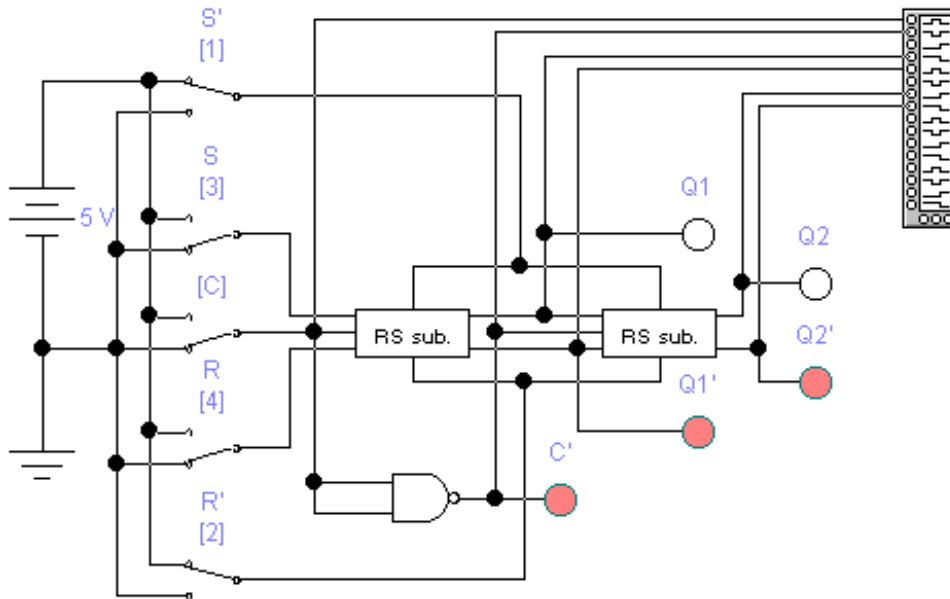 S'
[1]
S
[3]
5 V
Q1
Q2
[C]
RS sub.
RS sub.
Q2'
R
[4]
Q1'
C'
R'
[2]